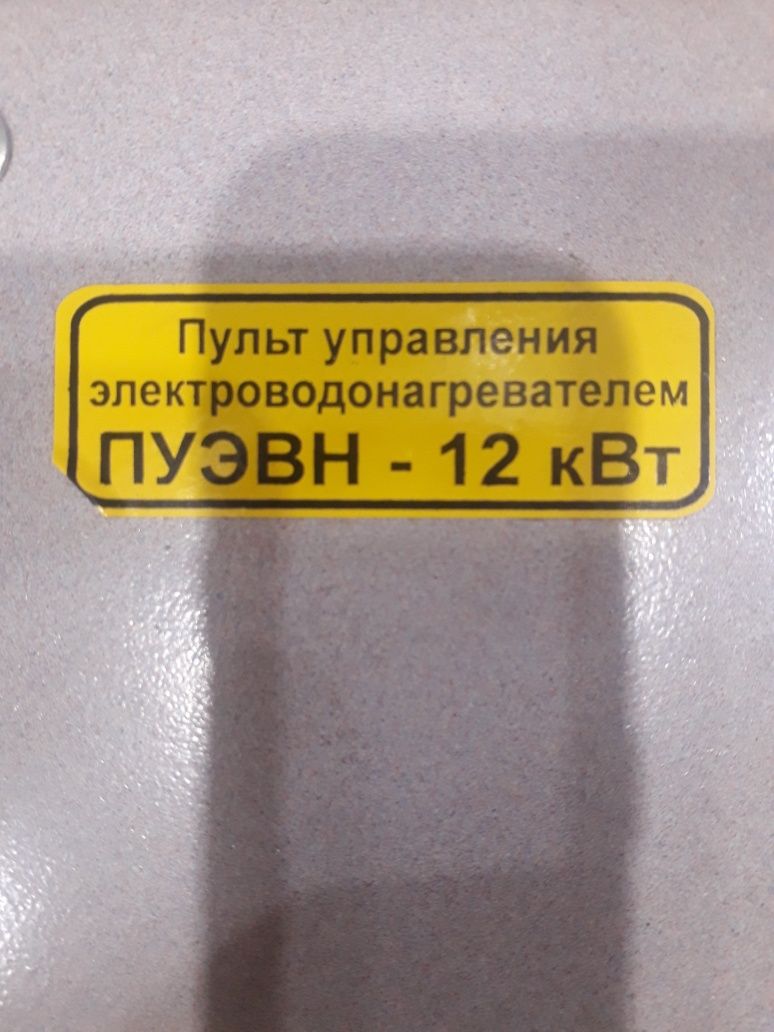 Пульт управления
электроводонагревателем
ПУЭВН - 12 кВт